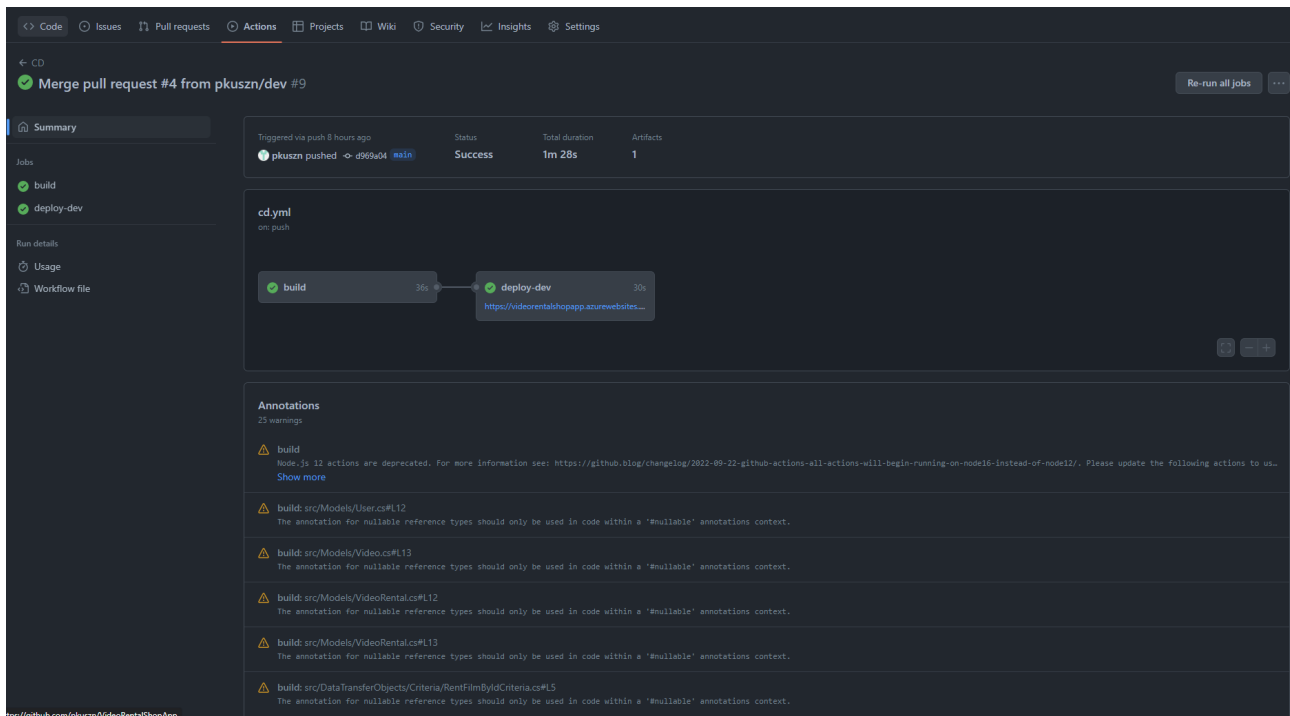 Code Issues Pull requests Actions Projects Wiki Security Insights Settings
CD
Merge pull request #4 from pkuszn/dev #9
Re-run all jobs
Summary
Jobs
build
deploy-dev
Run details
Usage
Workflow file
Triggered via push 8 hours ago
pkuszn pushed d969a04 main
Status
Success
Total duration
1m 28s
Artifacts
1
cd.yml
on: push
build 36s
deploy-dev 30s
https://videorentalshopapp.azurewebsites....
Annotations
25 warnings
build
Node.js 12 actions are deprecated. For more information see: https://github.blog/changelog/2022-09-22-github-actions-all-actions-will-begin-running-on-node16-instead-of-node12/. Please update the following actions to us…
Show more
build: src/Models/User.cs#L12
The annotation for nullable reference types should only be used in code within a '#nullable' annotations context.
build: src/Models/Video.cs#L13
The annotation for nullable reference types should only be used in code within a '#nullable' annotations context.
build: src/Models/VideoRental.cs#L12
The annotation for nullable reference types should only be used in code within a '#nullable' annotations context.
build: src/Models/VideoRental.cs#L13
The annotation for nullable reference types should only be used in code within a '#nullable' annotations context.
build: src/DataTransferObjects/Criteria/RentFilmByIdCriteria.cs#L5
The annotation for nullable reference types should only be used in code within a '#nullable' annotations context.